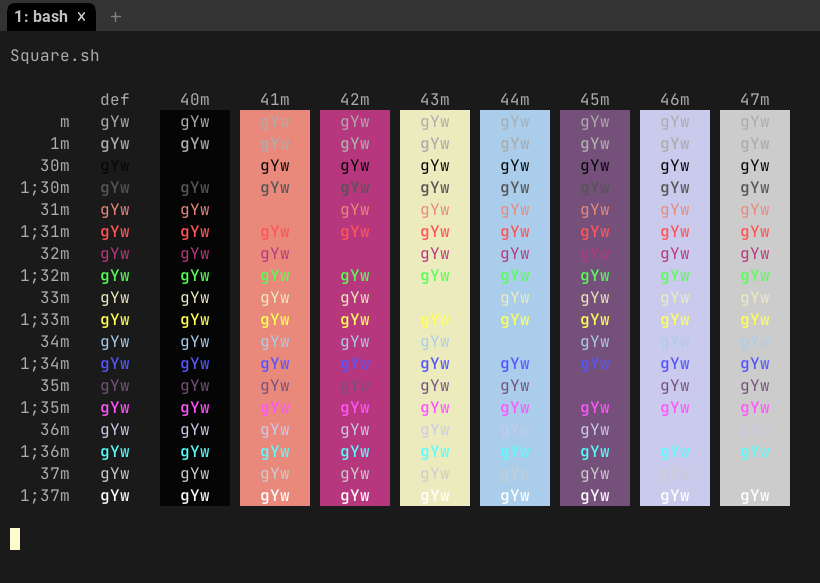 1: bash x +
Square.sh
def 40m 41m 42m 43m 44m 45m 46m 47m
m gYw gYw gYw gYw gYw gYw gYw gYw gYw
1m gYw gYw gYw gYw gYw gYw gYw gYw gYw
30m gYw gYw gYw gYw gYw gYw gYw gYw
1;30m gYw gYw gYw gYw gYw gYw gYw gYw gYw
31m gYw gYw gYw gYw gYw gYw gYw gYw
1;31m gYw gYw gYw gYw gYw gYw gYw gYw gYw
32m gYw gYw gYw gYw gYw gYw gYw gYw
1;32m gYw gYw gYw gYw gYw gYw gYw gYw gYw
33m gYw gYw gYw gYw gYw gYw gYw gYw
1;33m gYw gYw gYw gYw gYw gYw gYw gYw gYw
34m gYw gYw gYw gYw gYw gYw gYw gYw
1;34m gYw gYw gYw gYw gYw gYw gYw gYw gYw
35m gYw gYw gYw gYw gYw gYw gYw gYw
1;35m gYw gYw gYw gYw gYw gYw gYw gYw gYw
36m gYw gYw gYw gYw gYw gYw gYw gYw
1;36m gYw gYw gYw gYw gYw gYw gYw gYw gYw
37m gYw gYw gYw gYw gYw gYw gYw gYw
1;37m gYw gYw gYw gYw gYw gYw gYw gYw gYw